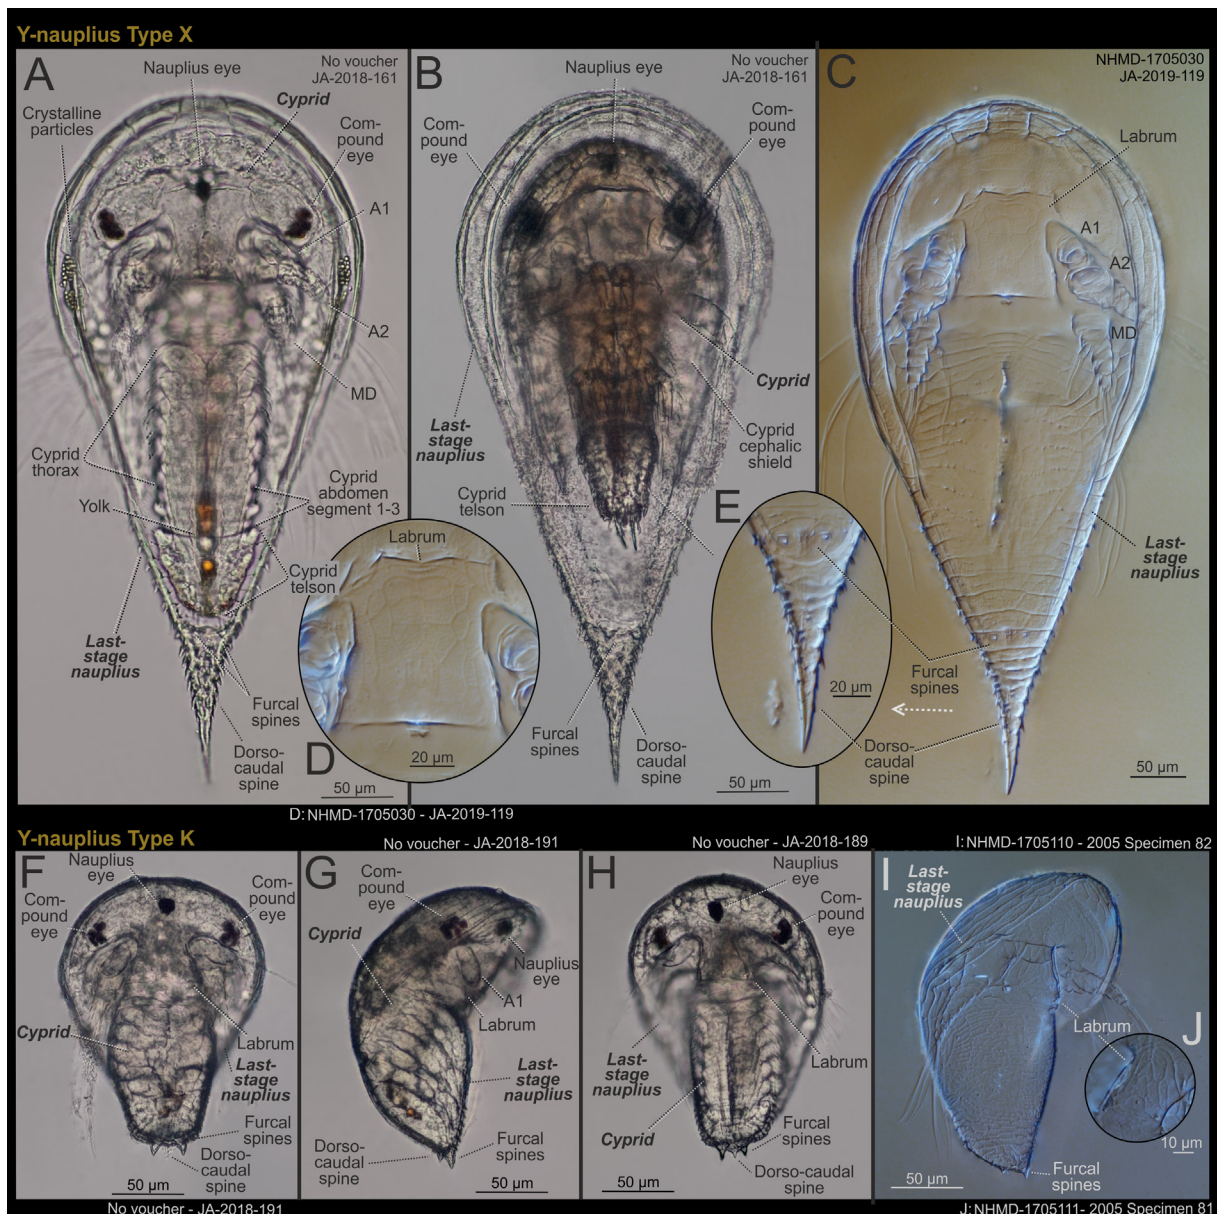 Y-nauplius Type X
A
No voucher
JA-2018-161
Nauplius eye
Cyprid
Crystalline
particles
Com-
pound
eye
A1
A2
MD
Cyprid
thorax
Cyprid
abdomen
segment 1-3
Yolk
Cyprid
telson
Last-
stage
nauplius
Furcal
spines
Dorso-
caudal
spine
50 µm
B
No voucher
JA-2018-161
Nauplius eye
Com-
pound
eye
Com-
pound
eye
Cyprid
Last-
stage
nauplius
Cyprid
cephalic
shield
Cyprid
telson
Furcal
spines
Dorso-
caudal
spine
50 µm
C
NHMD-1705030
JA-2019-119
Labrum
A1
A2
MD
Last-
stage
nauplius
Furcal
spines
Dorso-
caudal
spine
50 µm
D
Labrum
20 µm
E
20 µm
D: NHMD-1705030 - JA-2019-119
Y-nauplius Type K
F
Nauplius
eye
Com-
pound
eye
Com-
pound
eye
Cyprid
Labrum
Last-
stage
nauplius
Furcal
spines
Dorso-
caudal
spine
50 µm
No voucher - JA-2018-191
No voucher - JA-2018-191
G
Com-
pound eye
Cyprid
Nauplius
eye
A1
Labrum
Last-
stage
nauplius
Dorso-
caudal
spine
Furcal
spines
50 µm
No voucher - JA-2018-189
H
Nauplius
eye
Com-
pound
eye
Labrum
Last-
stage
nauplius
Cyprid
Furcal
spines
Dorso-caudal
spine
50 µm
I: NHMD-1705110 - 2005 Specimen 82
I
Last-
stage
nauplius
Labrum
J
10 µm
Furcal
spines
50 µm
J: NHMD-1705111- 2005 Specimen 81